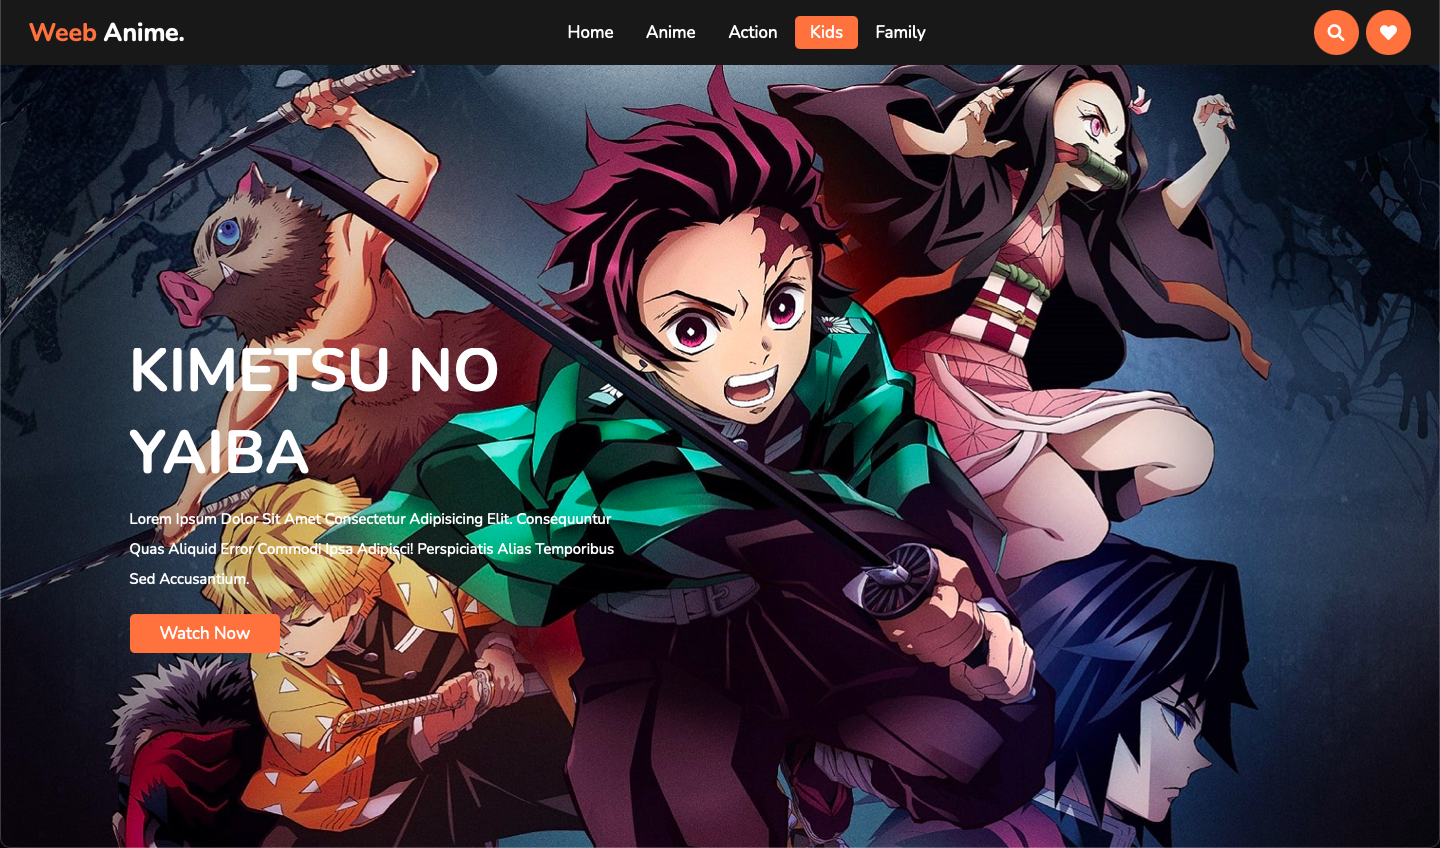 Weeb Anime.
Home Anime Action Kids Family
KIMETSU NO
YAIBA
Lorem Ipsum Dolor Sit Amet Consectetur Adipisicing Elit. Consequuntur
Quas Aliquid Error Commodi Ipsa Adipisci! Perspiciatis Alias Temporibus
Sed Accusantium.
Watch Now